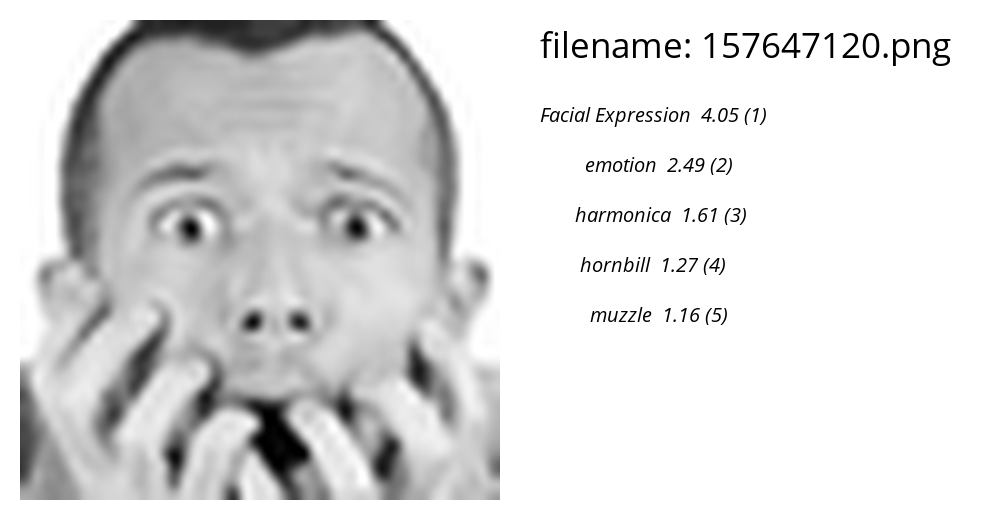 filename: 157647120.png
Facial Expression 4.05 (1)
emotion 2.49 (2)
harmonica 1.61 (3)
hornbill 1.27 (4)
muzzle 1.16 (5)